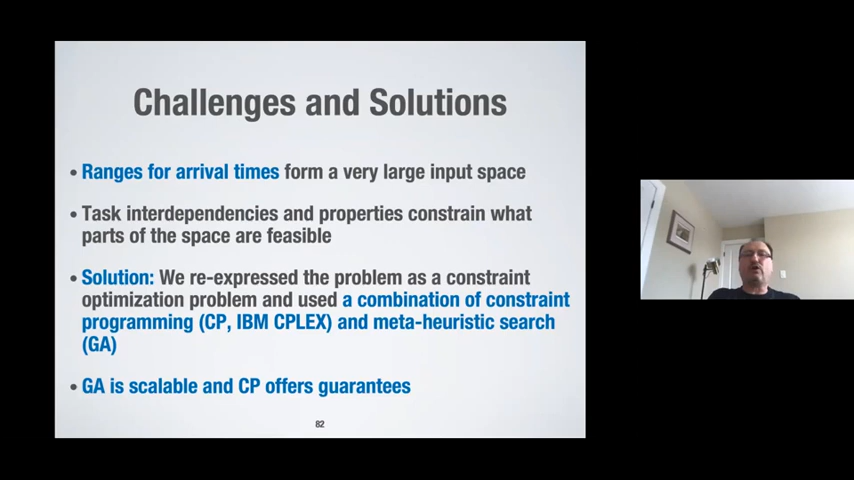 Challenges and Solutions
• Ranges for arrival times form a very large input space
• Task interdependencies and properties constrain what
parts of the space are feasible
• Solution: We re-expressed the problem as a constraint
optimization problem and used a combination of constraint
programming (CP, IBM CPLEX) and meta-heuristic search
(GA)
• GA is scalable and CP offers guarantees
82